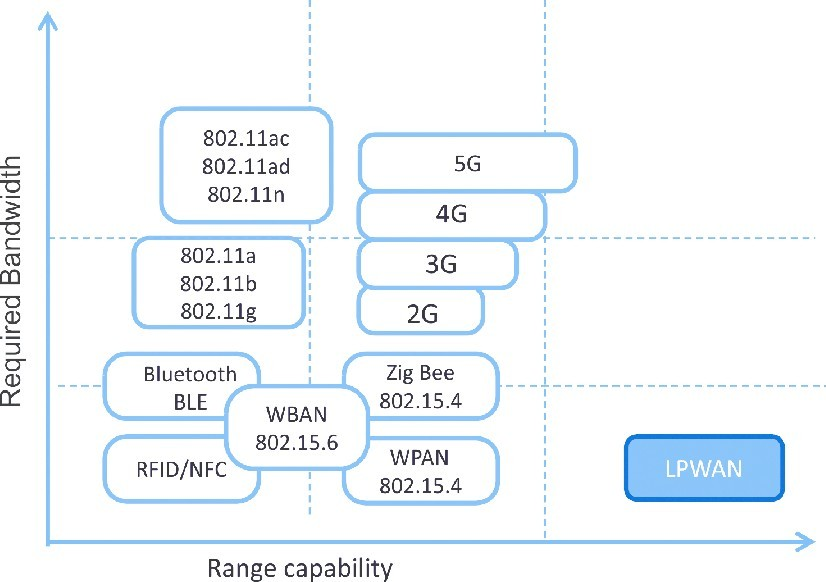 Required Bandwidth
802.11ac
802.11ad
802.11n
5G
4G
802.11a
802.11b
802.11g
3G
2G
Bluetooth
BLE
Zig Bee
802.15.4
WBAN
802.15.6
RFID/NFC
WPAN
802.15.4
LPWAN
Range capability